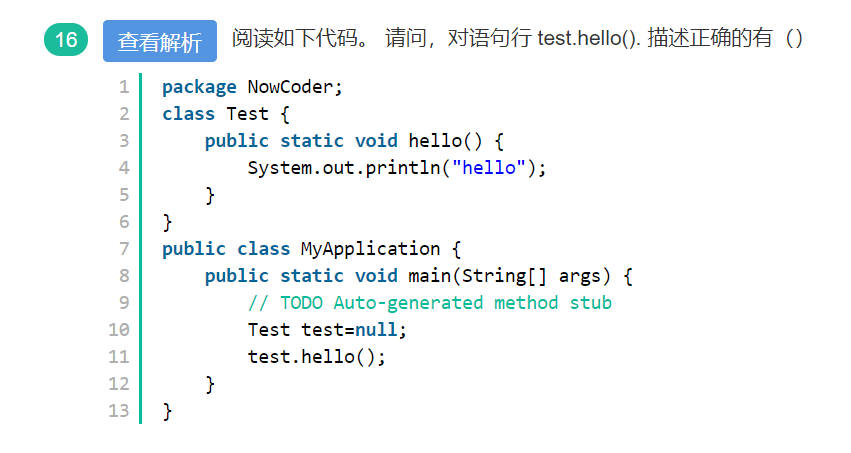 16 查看解析 阅读如下代码。 请问，对语句行 test.hello(). 描述正确的有（）
1 package NowCoder;
2 class Test {
3     public static void hello() {
4         System.out.println("hello");
5     }
6 }
7 public class MyApplication {
8     public static void main(String[] args) {
9         // TODO Auto-generated method stub
10         Test test=null;
11         test.hello();
12     }
13 }